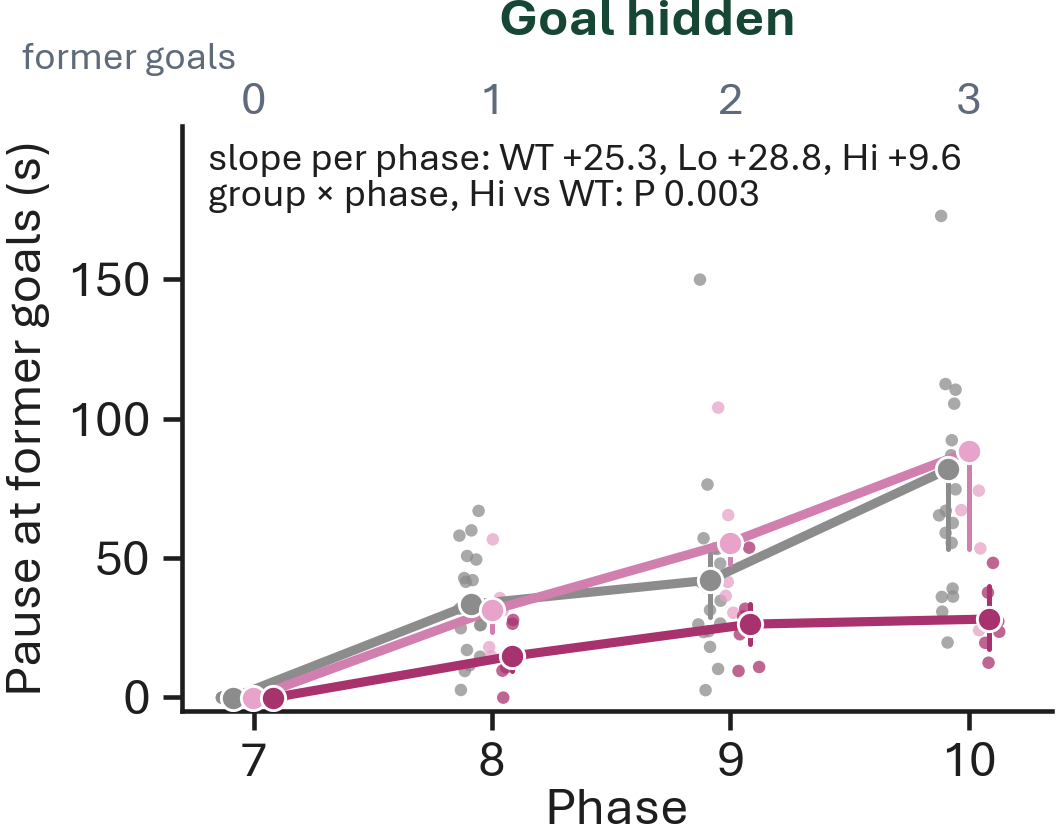 Goal hidden
former goals
0 1 2 3
slope per phase: WT +25.3, Lo +28.8, Hi +9.6
group × phase, Hi vs WT: P 0.003
Pause at former goals (s)
150
100
50
0
7 8 9 10
Phase